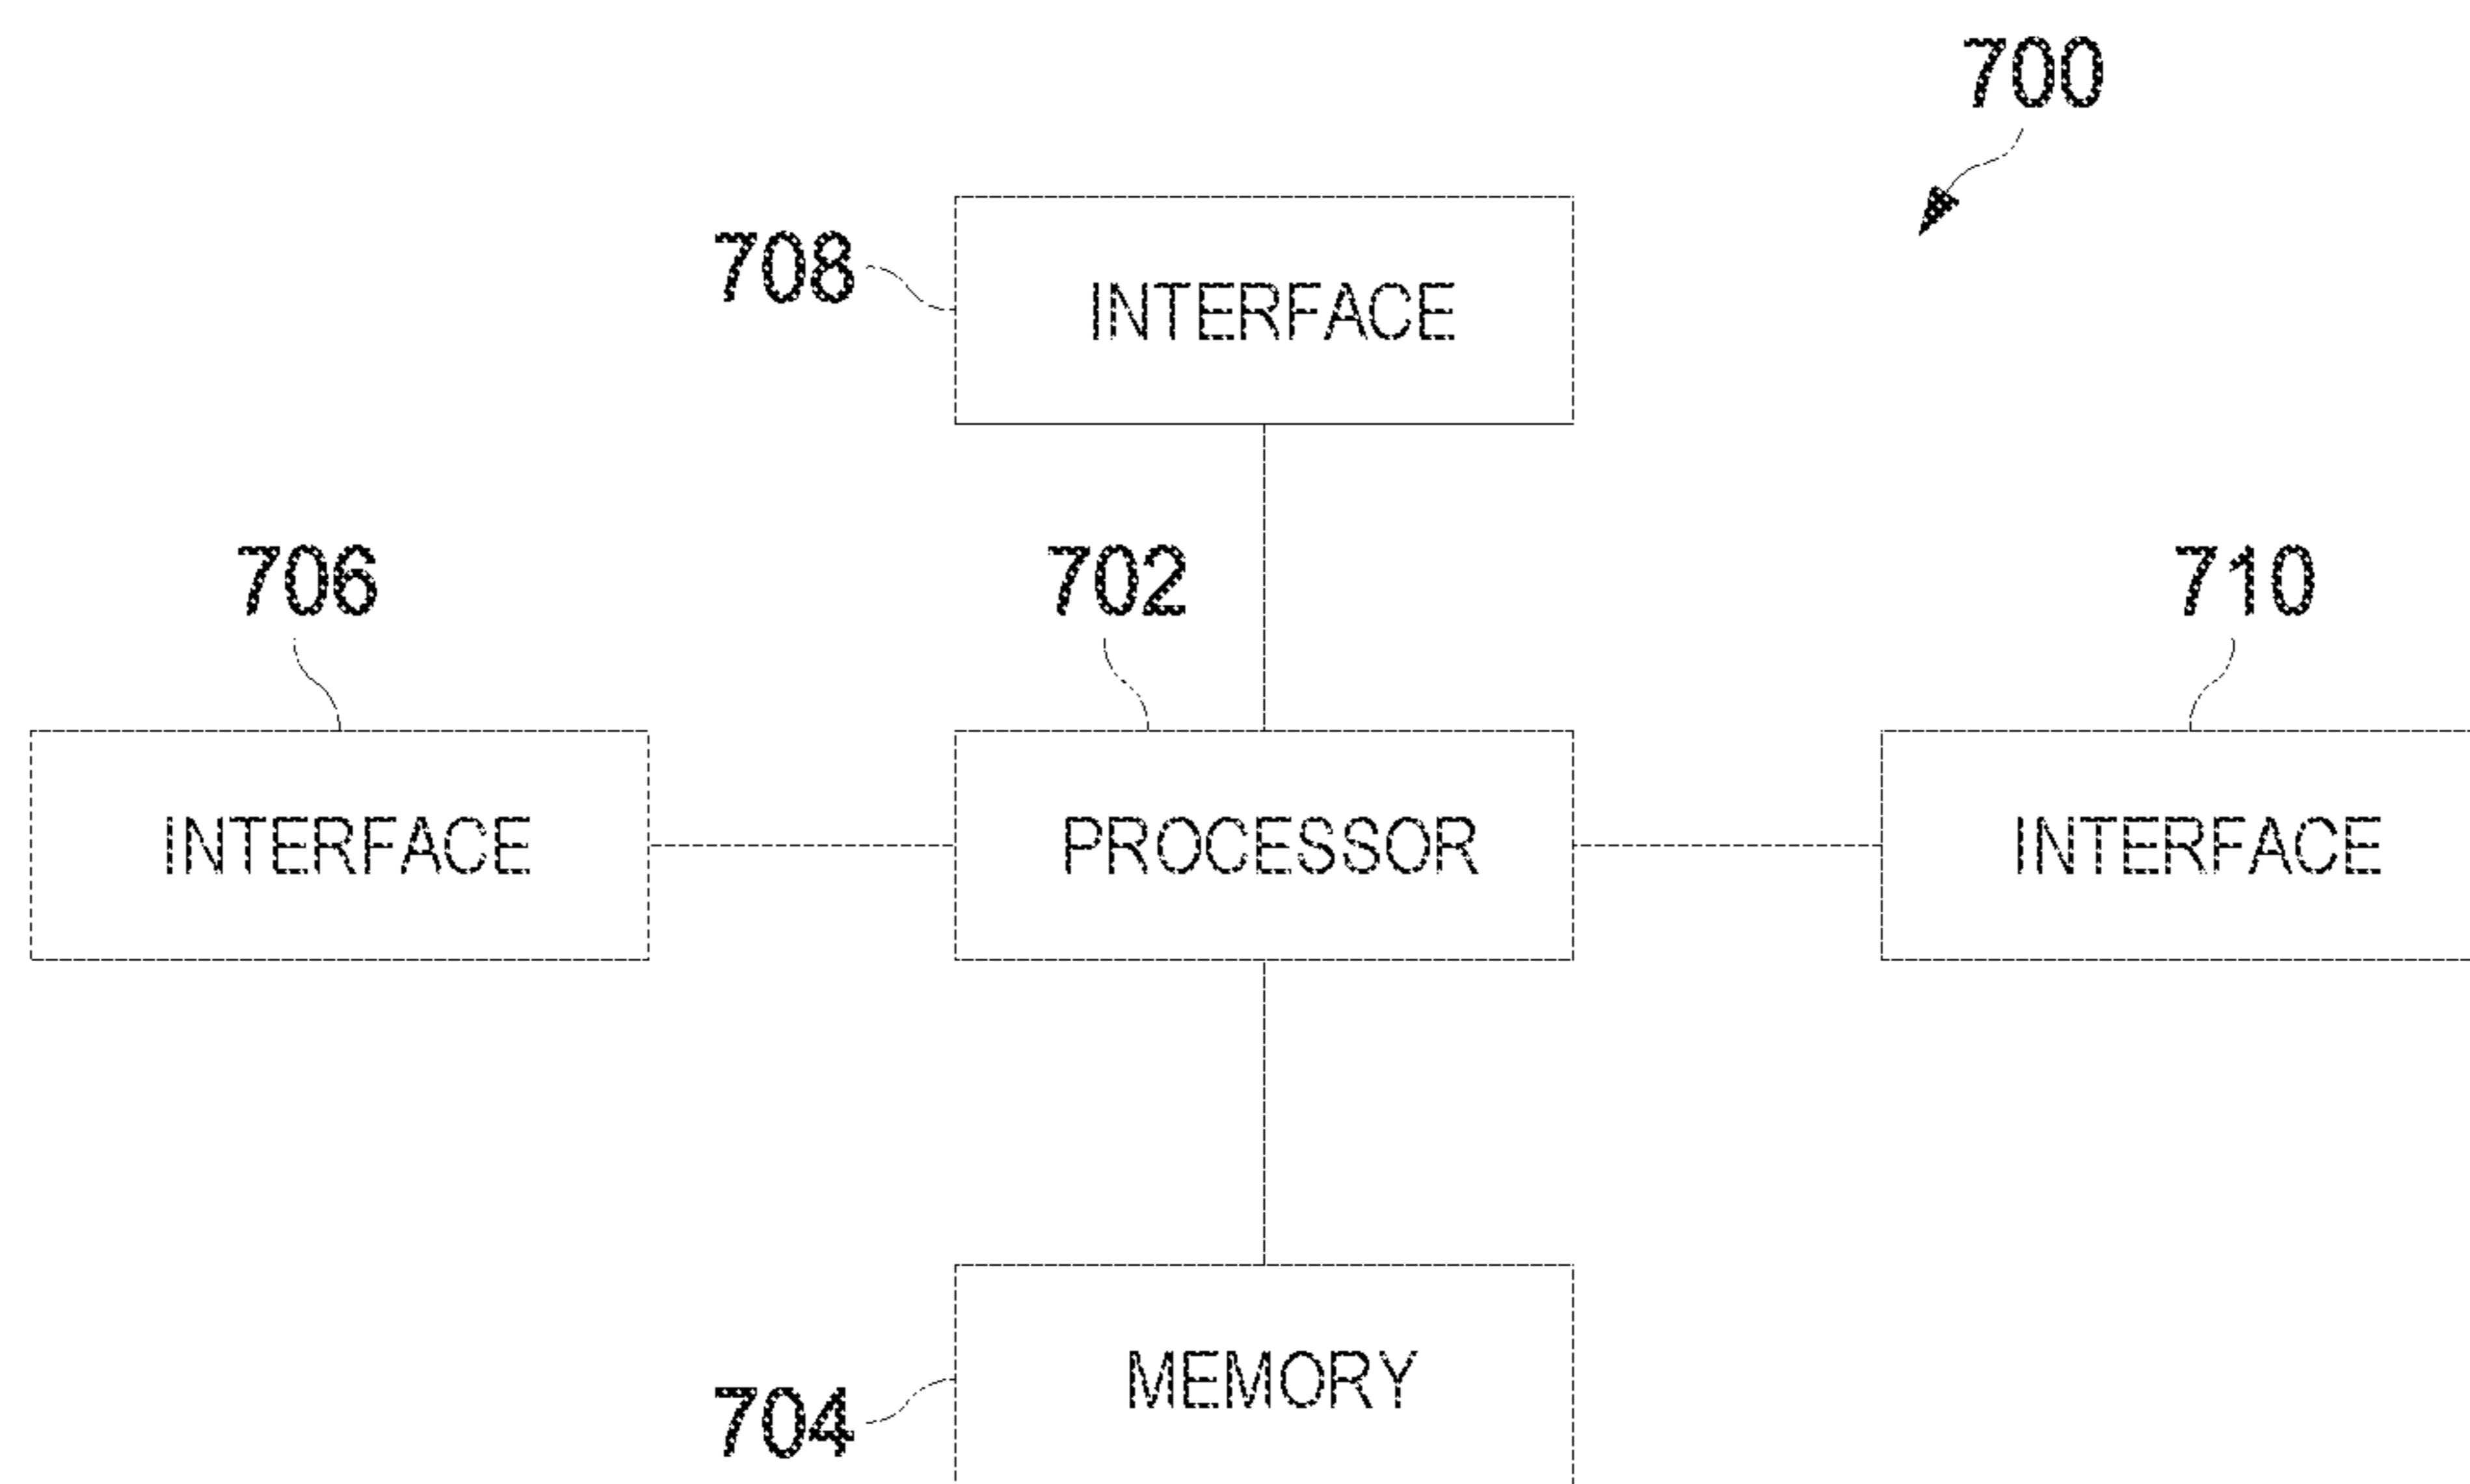 700
708
INTERFACE
706
702
710
INTERFACE
PROCESSOR
INTERFACE
MEMORY
704